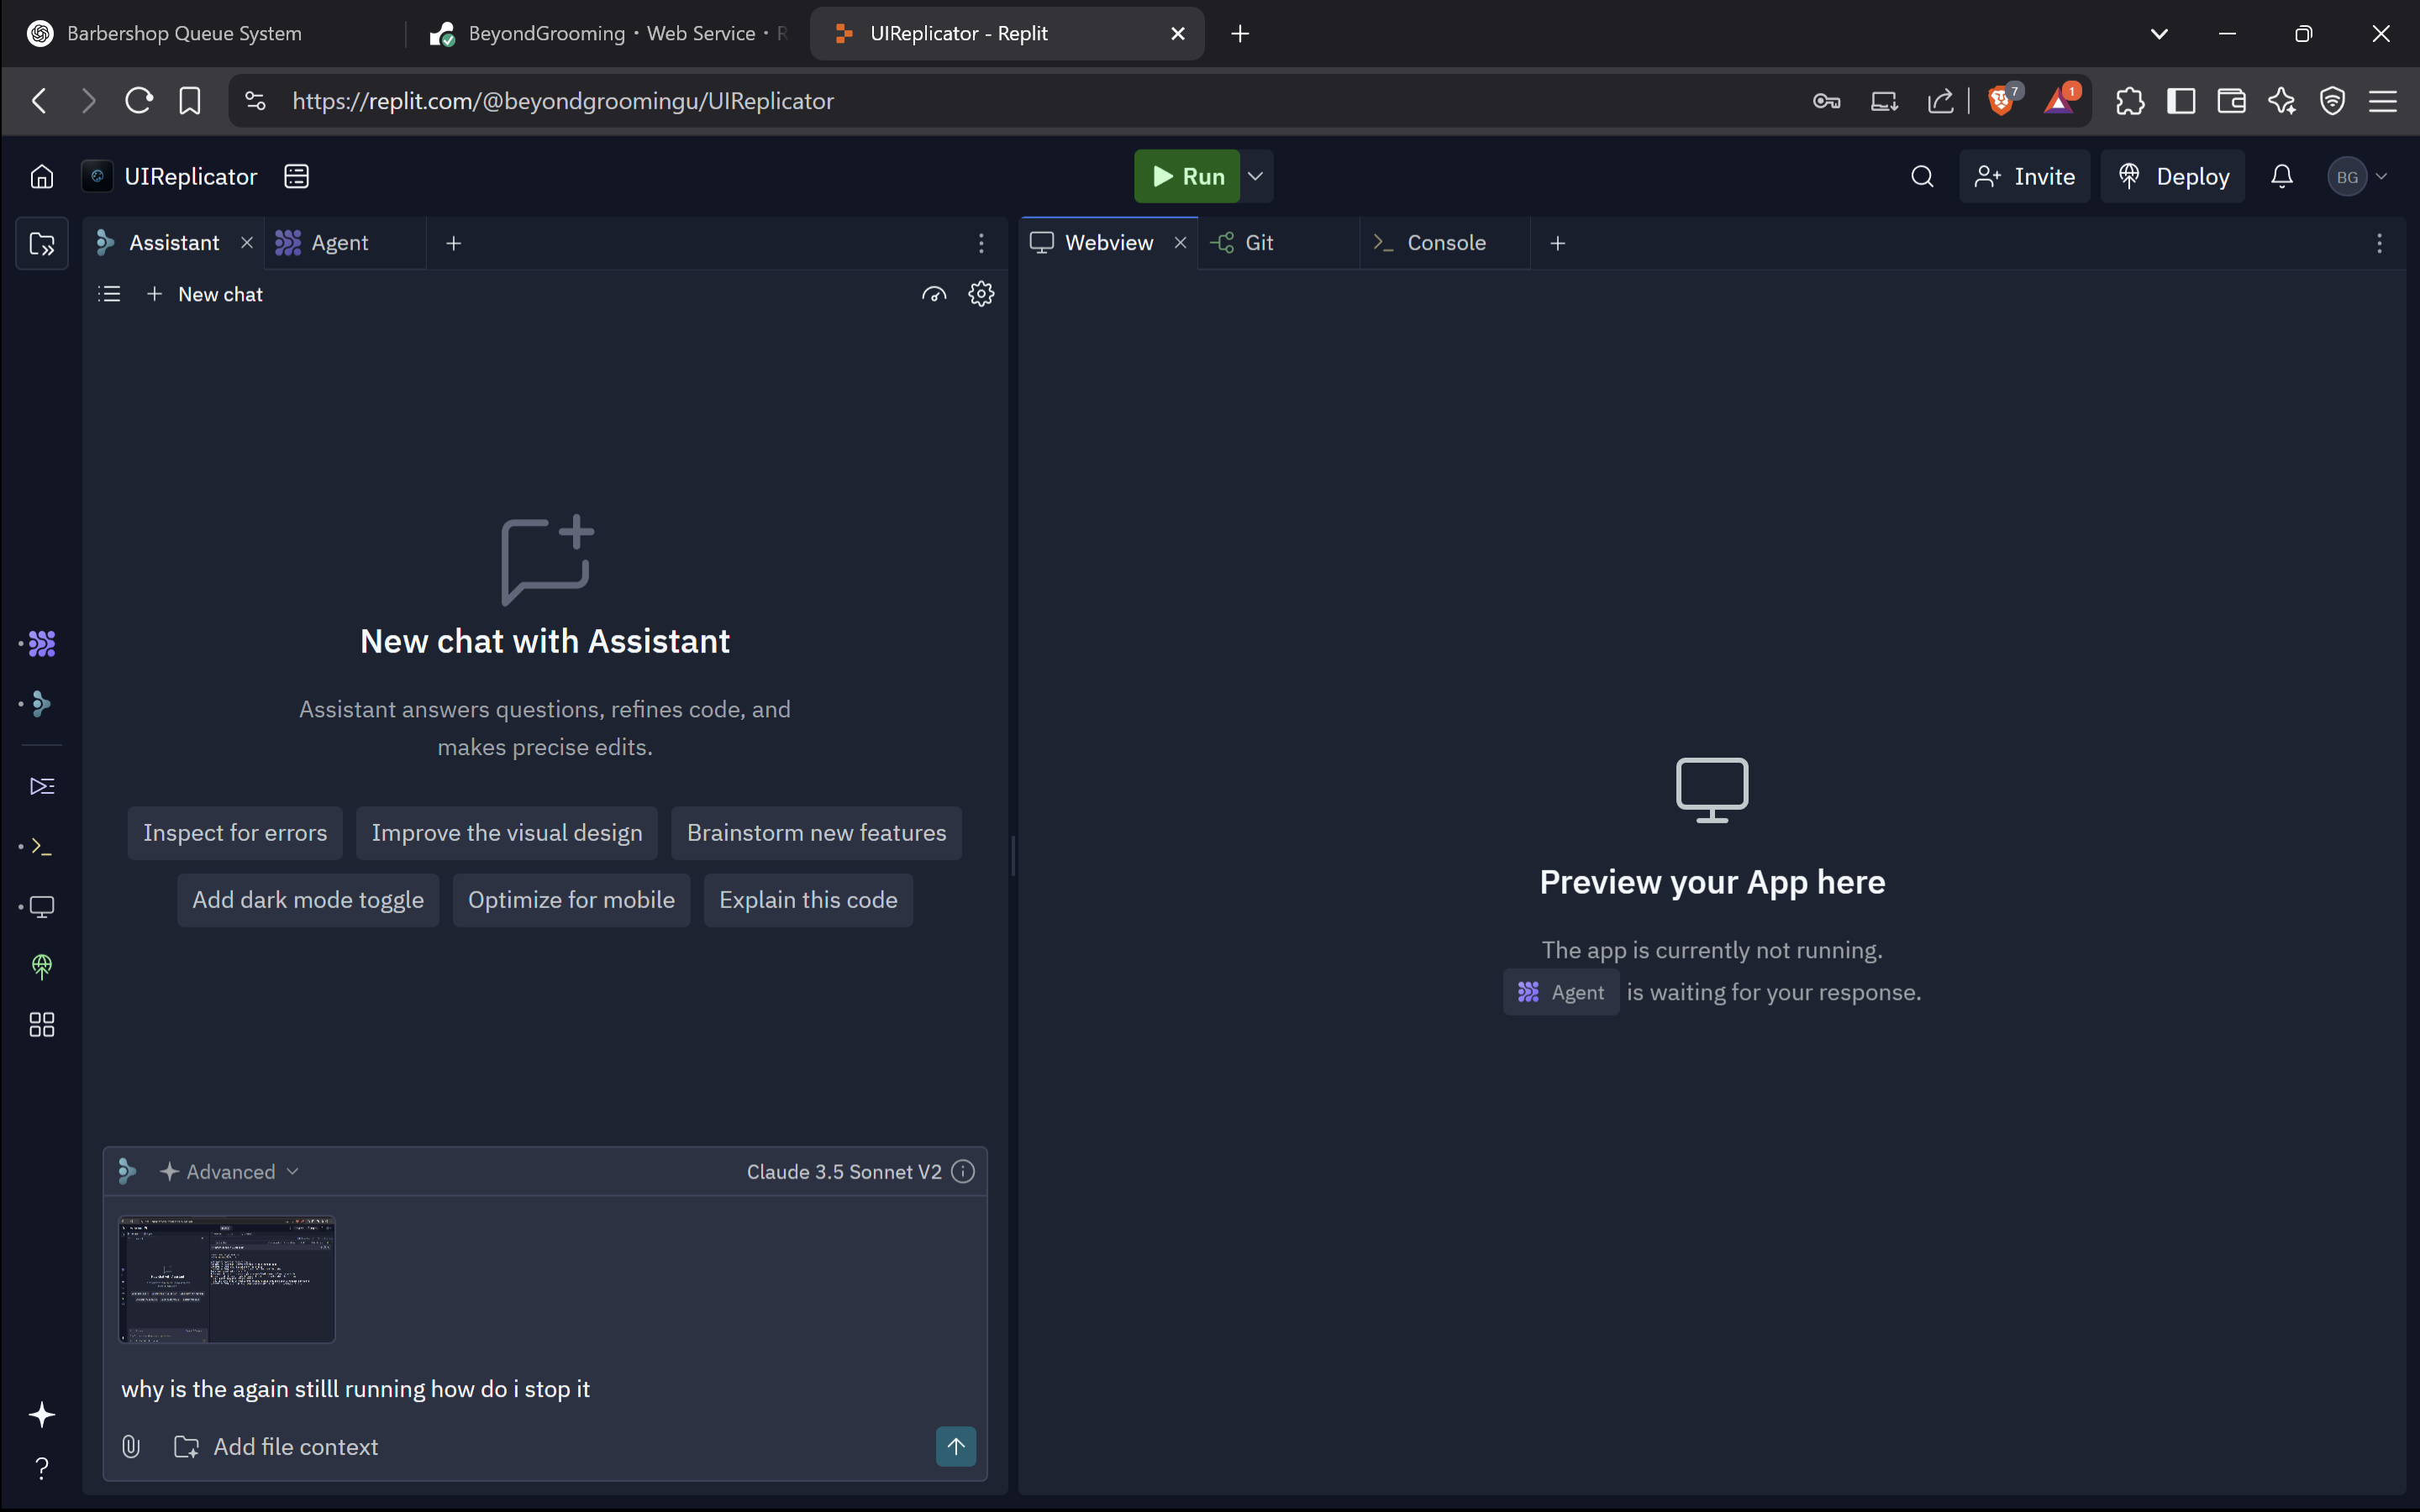 Barbershop Queue System
BeyondGrooming • Web Service • R
UIReplicator - Replit
https://replit.com/@beyondgroomingu/UIReplicator
7
1
UIReplicator
Run
Invite
Deploy
BG
Assistant
Agent
Webview
Git
Console
New chat
New chat with Assistant
Assistant answers questions, refines code, and
makes precise edits.
Inspect for errors
Improve the visual design
Brainstorm new features
Add dark mode toggle
Optimize for mobile
Explain this code
Preview your App here
The app is currently not running.
Agent is waiting for your response.
Advanced
Claude 3.5 Sonnet V2
why is the again stilll running how do i stop it
Add file context